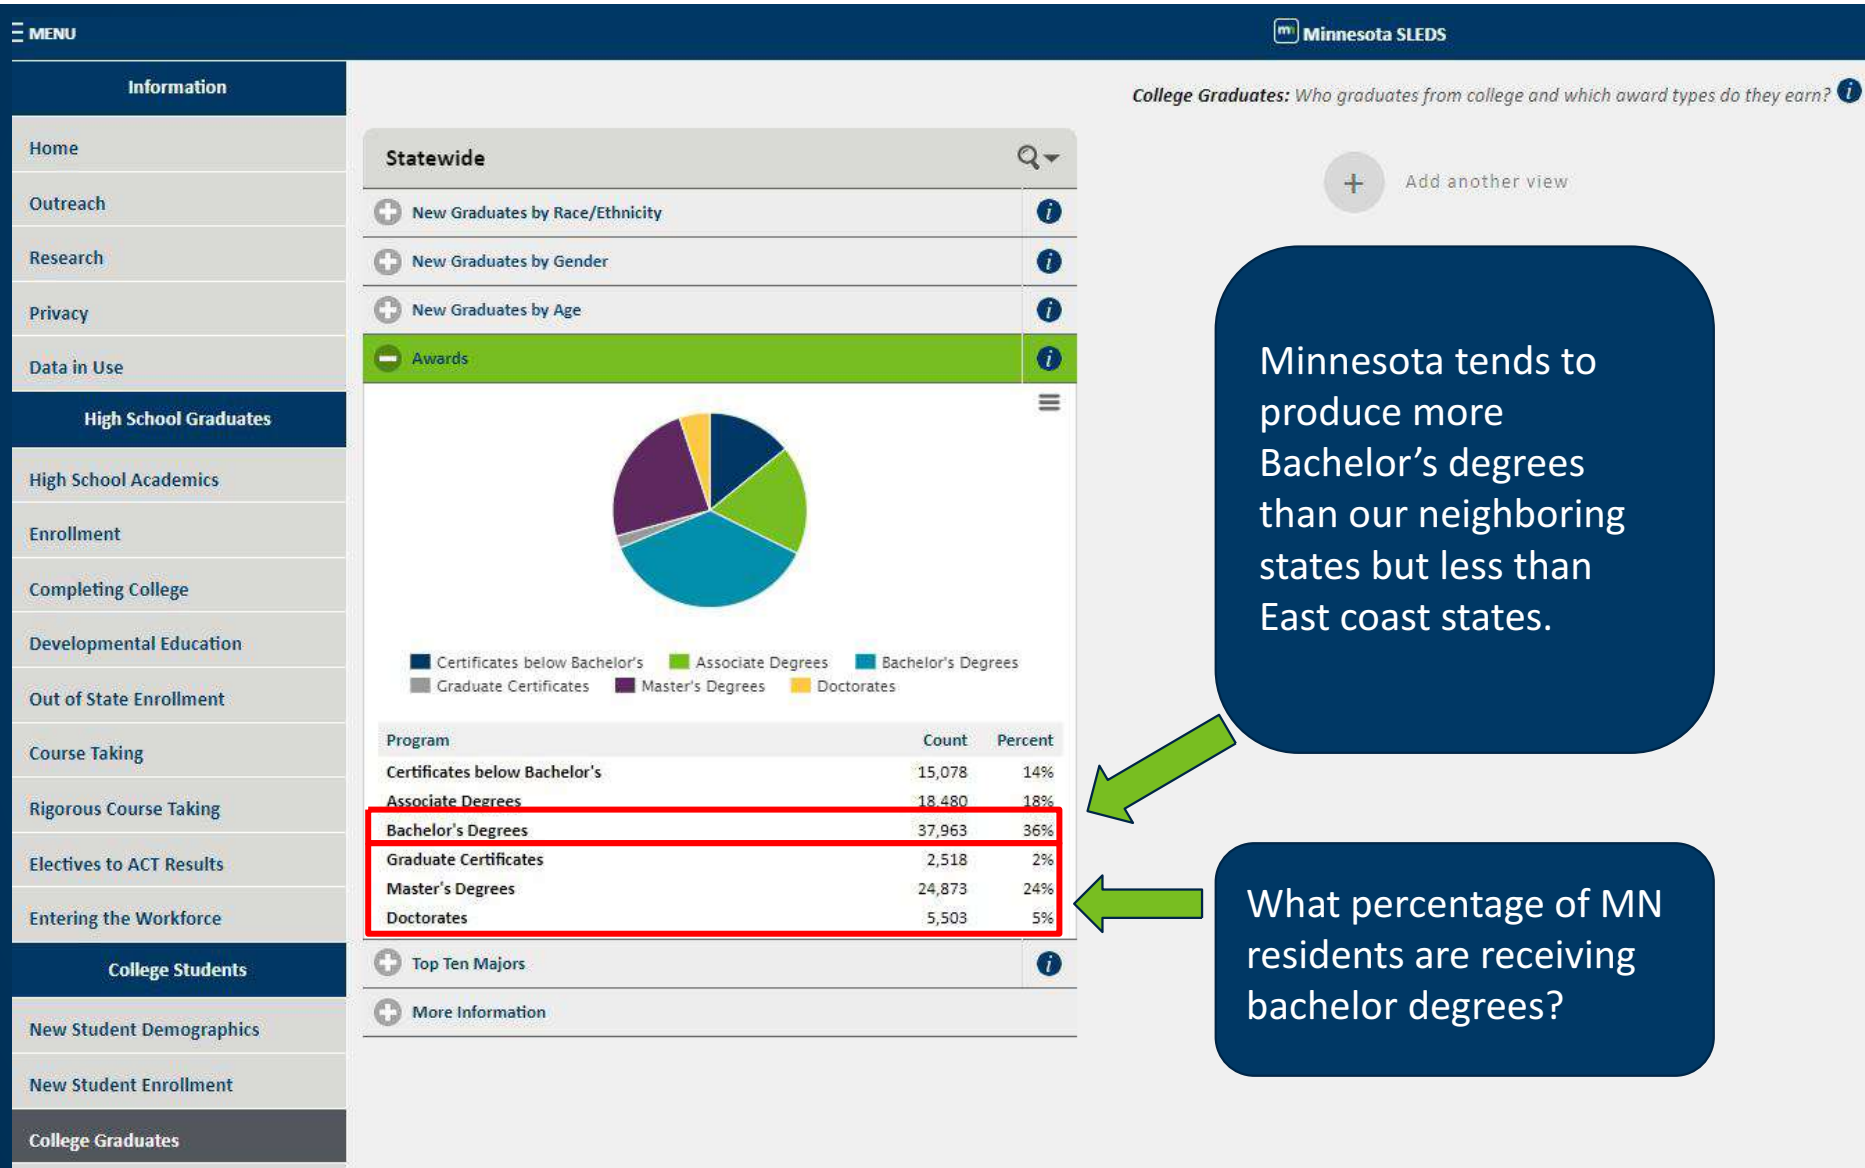 MENU
Minnesota SLEDS
Information
Home
Outreach
Research
Privacy
Data in Use
High School Graduates
High School Academics
Enrollment
Completing College
Developmental Education
Out of State Enrollment
Course Taking
Rigorous Course Taking
Electives to ACT Results
Entering the Workforce
College Students
New Student Demographics
New Student Enrollment
College Graduates
College Graduates: Who graduates from college and which award types do they earn? i
Statewide
New Graduates by Race/Ethnicity i
New Graduates by Gender i
New Graduates by Age i
Awards i
Certificates below Bachelor's Associate Degrees Bachelor's Degrees
Graduate Certificates Master's Degrees Doctorates
Program Count Percent
Certificates below Bachelor's 15,078 14%
Associate Degrees 18,480 18%
Bachelor's Degrees 37,963 36%
Graduate Certificates 2,518 2%
Master's Degrees 24,873 24%
Doctorates 5,503 5%
Top Ten Majors i
More Information
+ Add another view
Minnesota tends to
produce more
Bachelor’s degrees
than our neighboring
states but less than
East coast states.
What percentage of MN
residents are receiving
bachelor degrees?